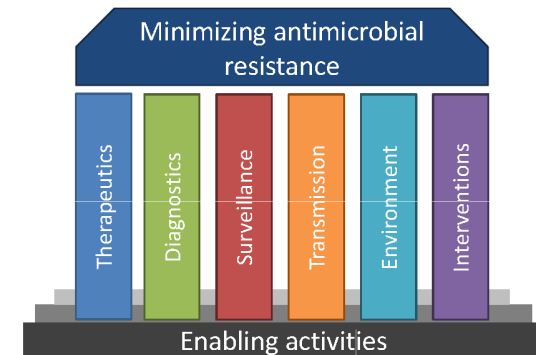 Minimizing antimicrobial
resistance
Therapeutics
Diagnostics
Surveillance
Transmission
Environment
Interventions
Enabling activities